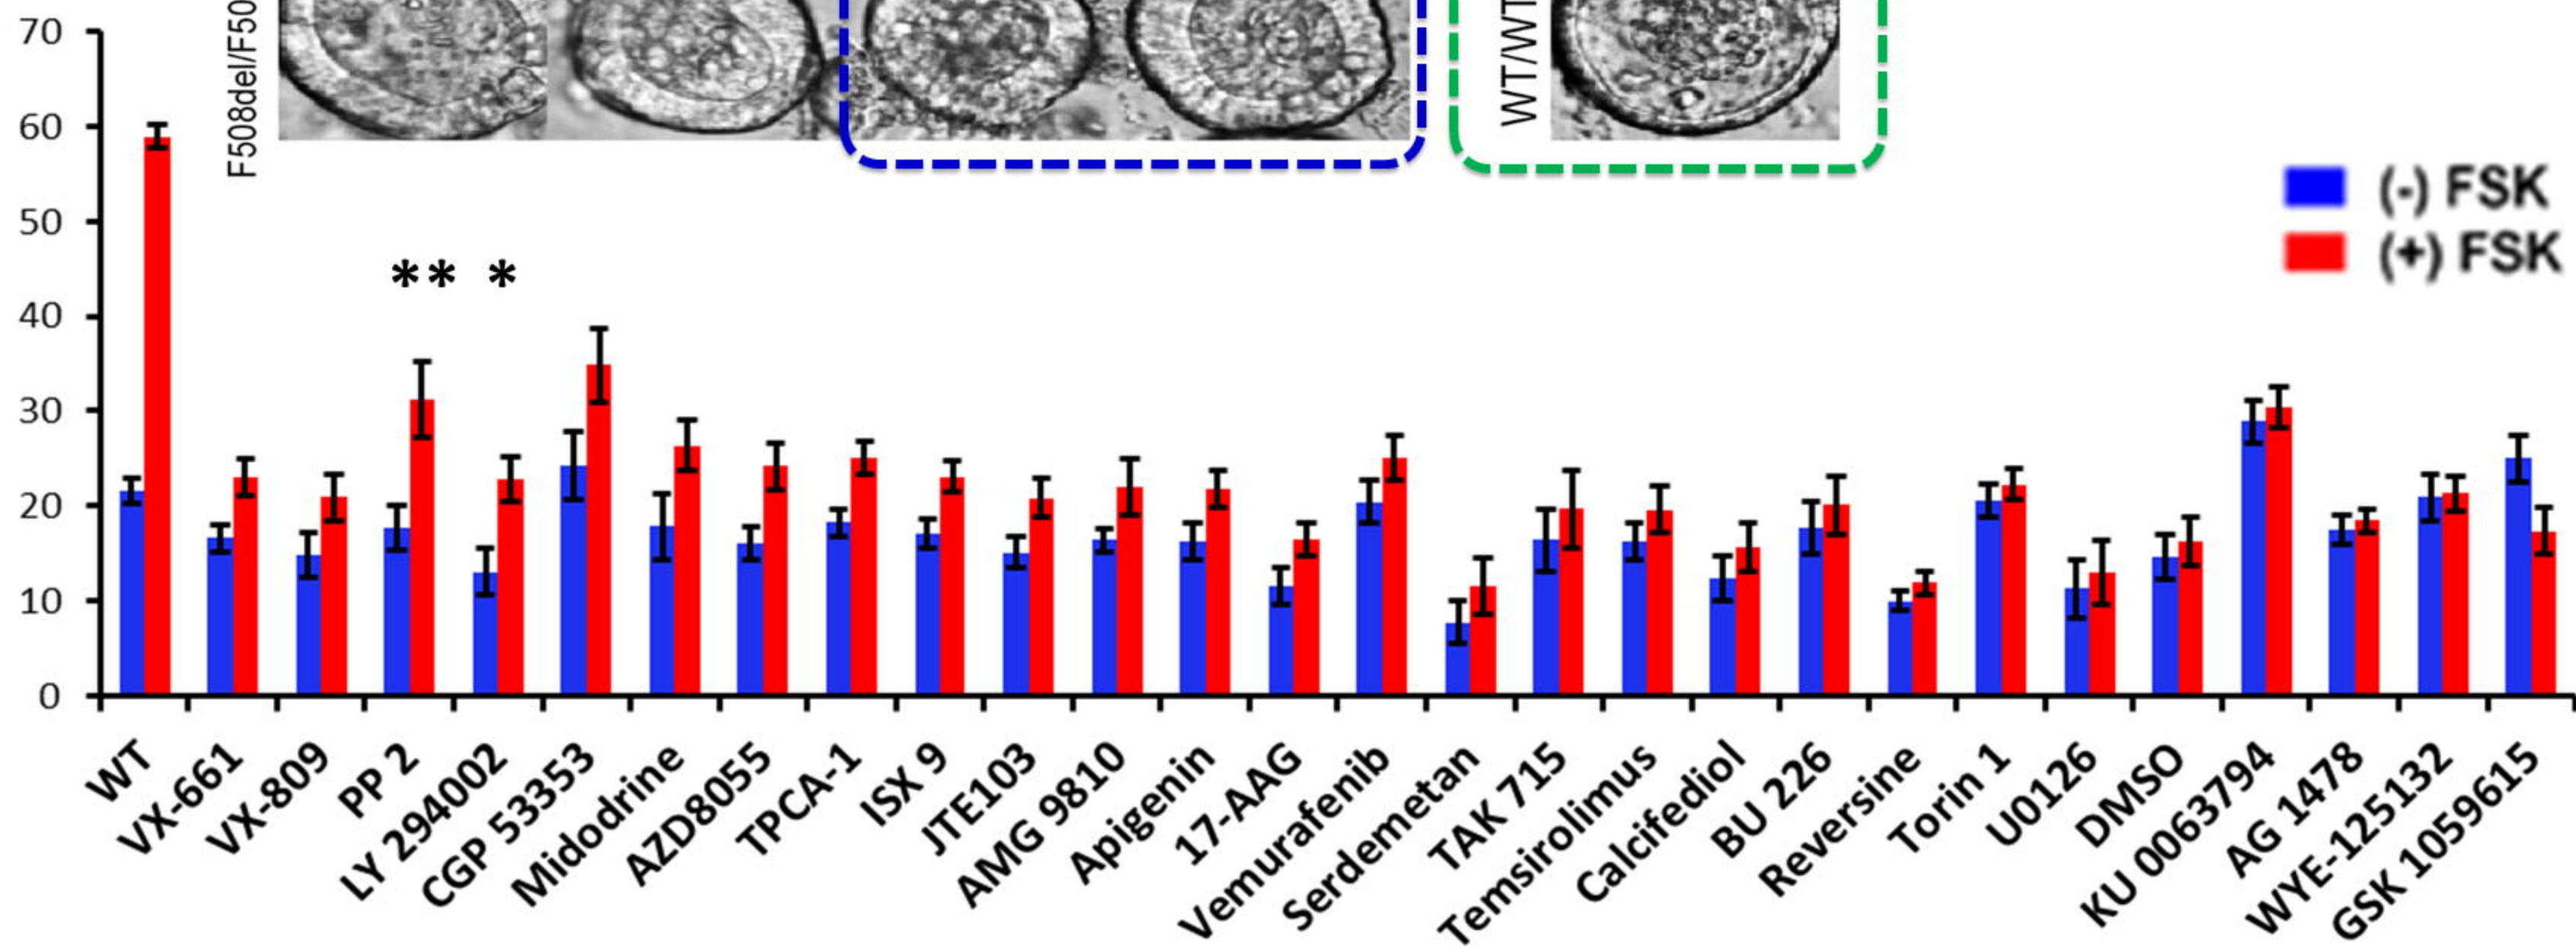 70
60
50
40
30
20
10
0
F508del/F50
WT/WT
(-) FSK
(+) FSK
** *
WT
VX-661
VX-809
PP 2
LY 294002
CGP 53353
Midodrine
AZD8055
TPCA-1
ISX 9
JTE103
AMG 9810
Apigenin
17-AAG
Vemurafenib
Serdemetan
TAK 715
Temsirolimus
Calcifediol
BU 226
Reversine
Torin 1
U0126
DMSO
KU 0063794
AG 1478
WYE-125132
GSK 1059615